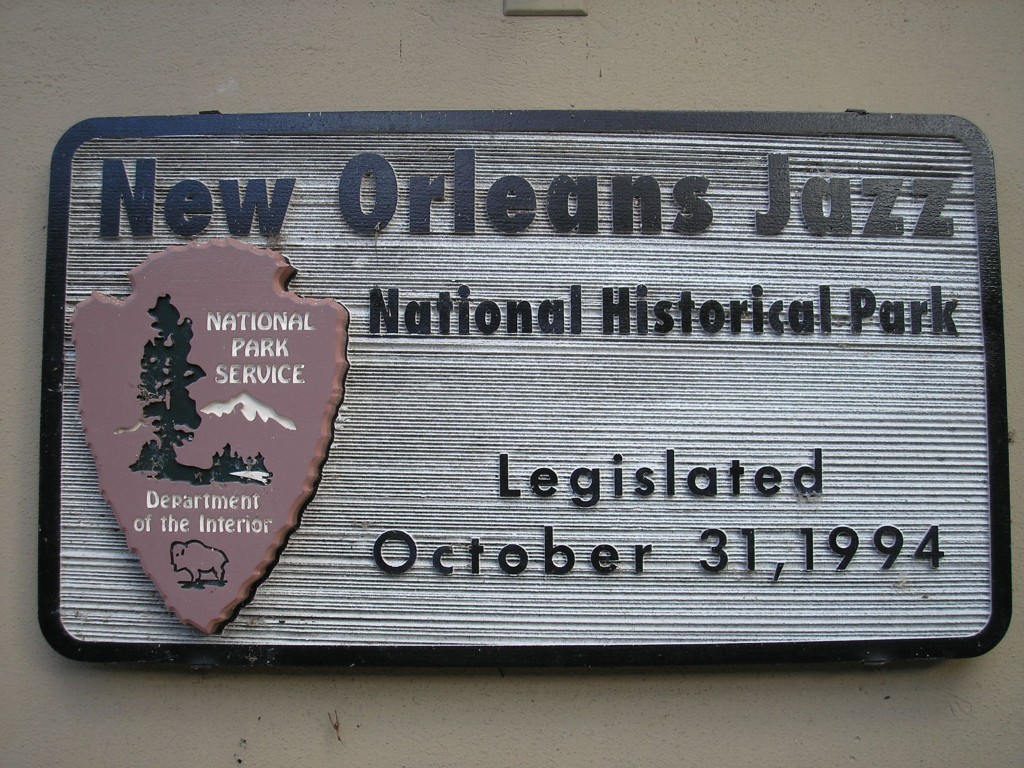 New Orleans Jazz
National Historical Park
NATIONAL
PARK
SERVICE
Department
of the Interior
Legislated
October 31, 1994